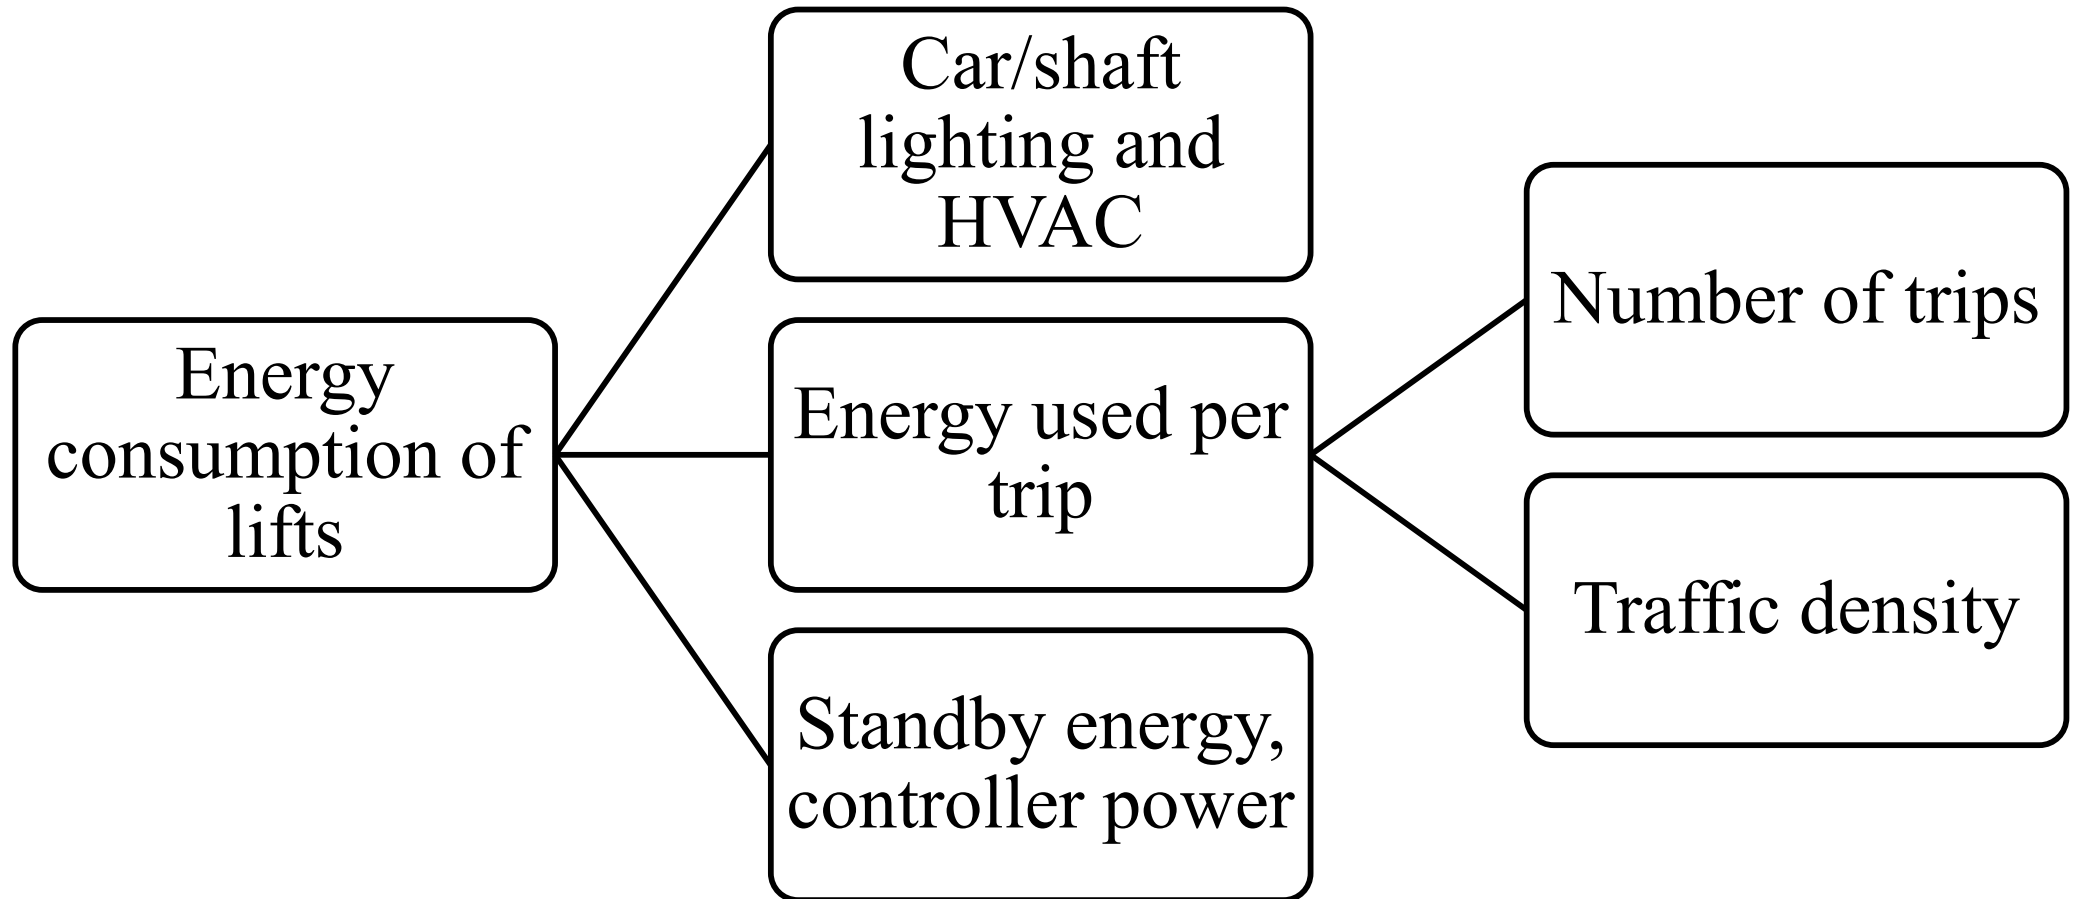 Energy
consumption of
lifts
Car/shaft
lighting and
HVAC
Energy used per
trip
Standby energy,
controller power
Number of trips
Traffic density